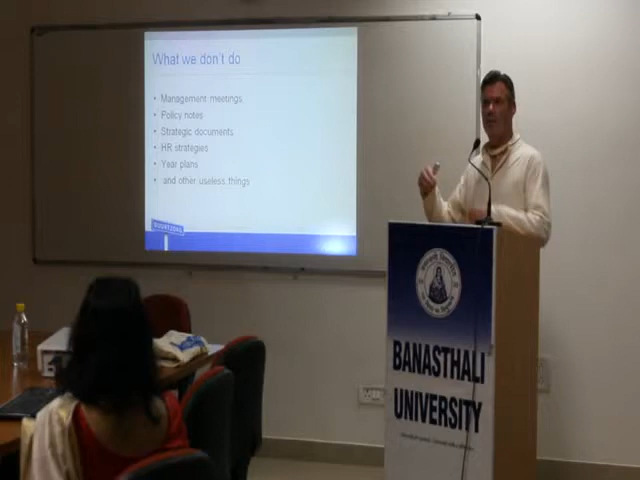 What we don't do
• Management meetings
• Policy notes
• Strategic documents
• HR strategies
• Year plans
• and other useless things
BUURTZORG
BANASTHALI
UNIVERSITY